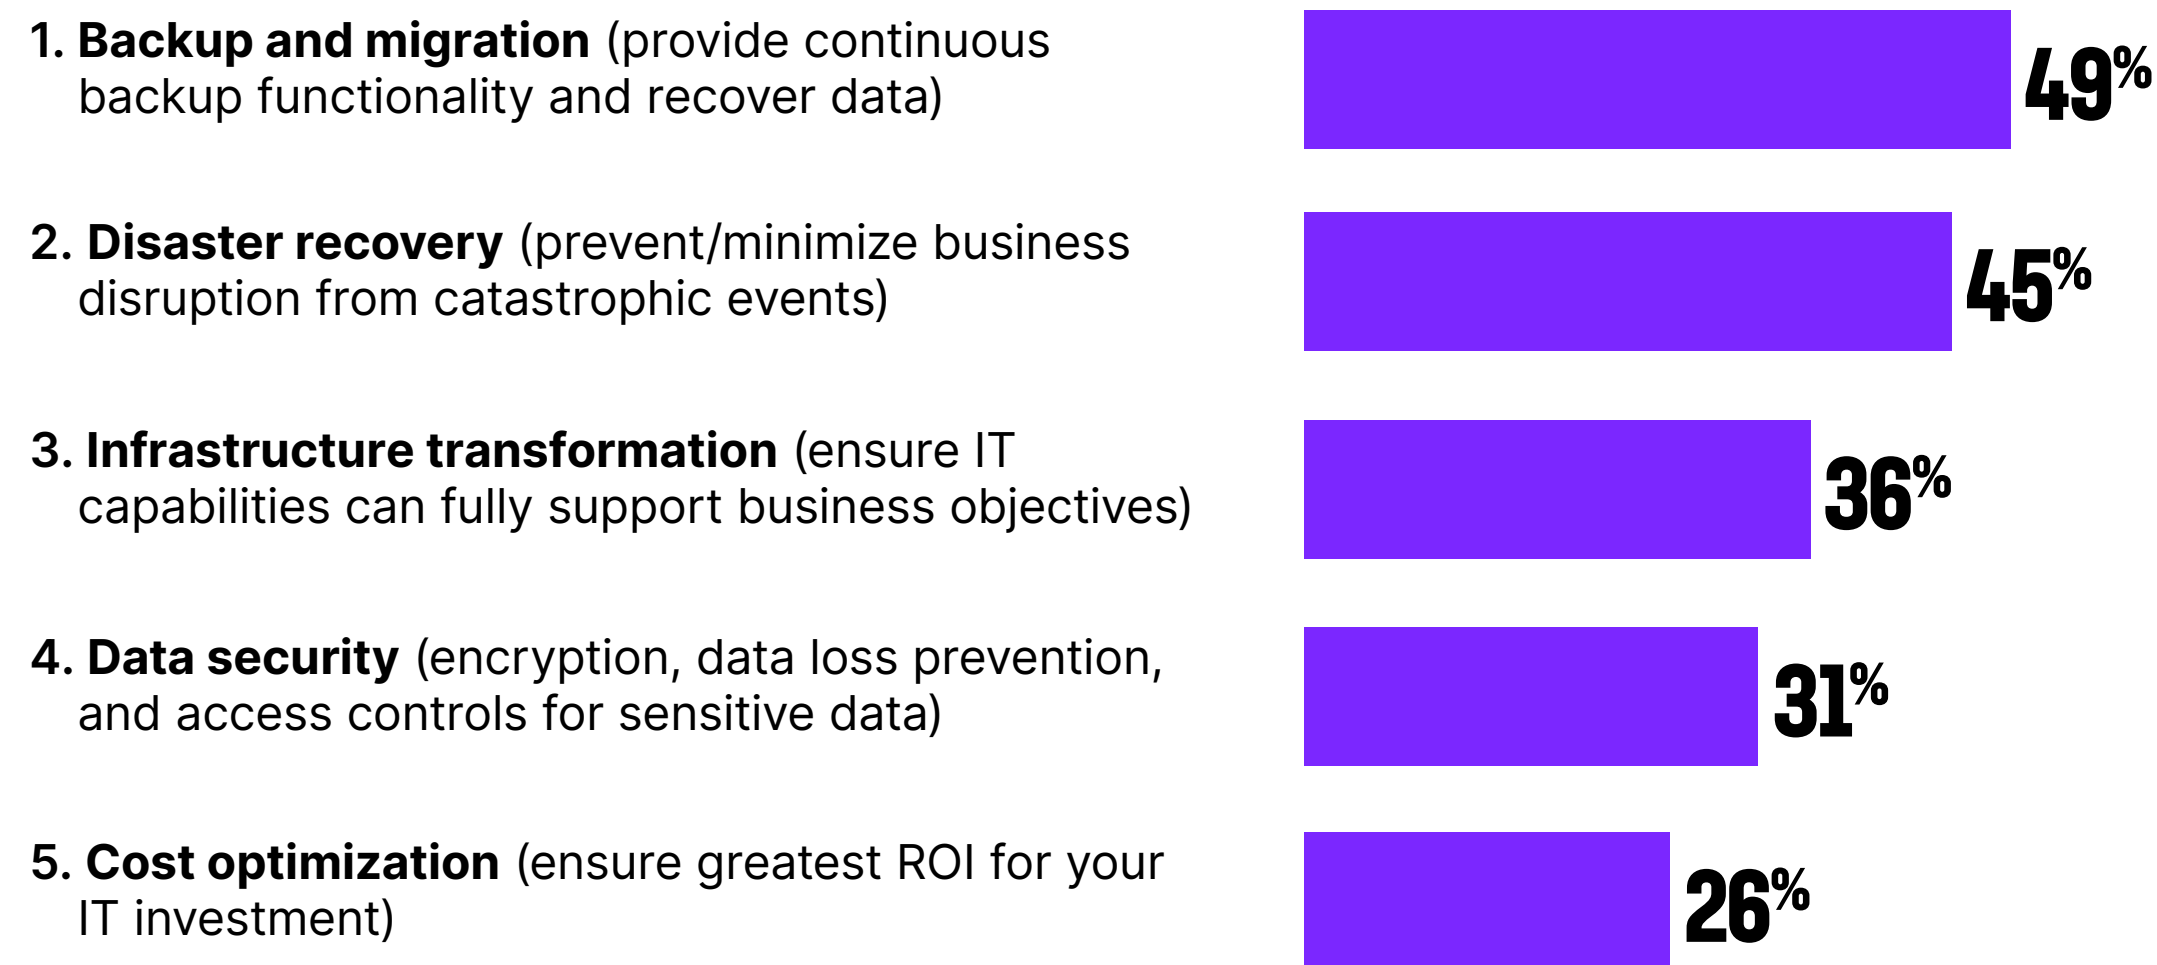 1. Backup and migration (provide continuous
backup functionality and recover data)
49%
2. Disaster recovery (prevent/minimize business
disruption from catastrophic events)
45%
3. Infrastructure transformation (ensure IT
capabilities can fully support business objectives)
36%
4. Data security (encryption, data loss prevention,
and access controls for sensitive data)
31%
5. Cost optimization (ensure greatest ROI for your
IT investment)
26%